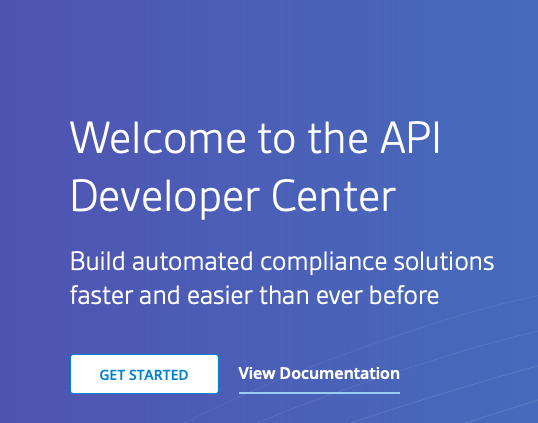 Welcome to the API
Developer Center
Build automated compliance solutions
faster and easier than ever before
GET STARTED
View Documentation